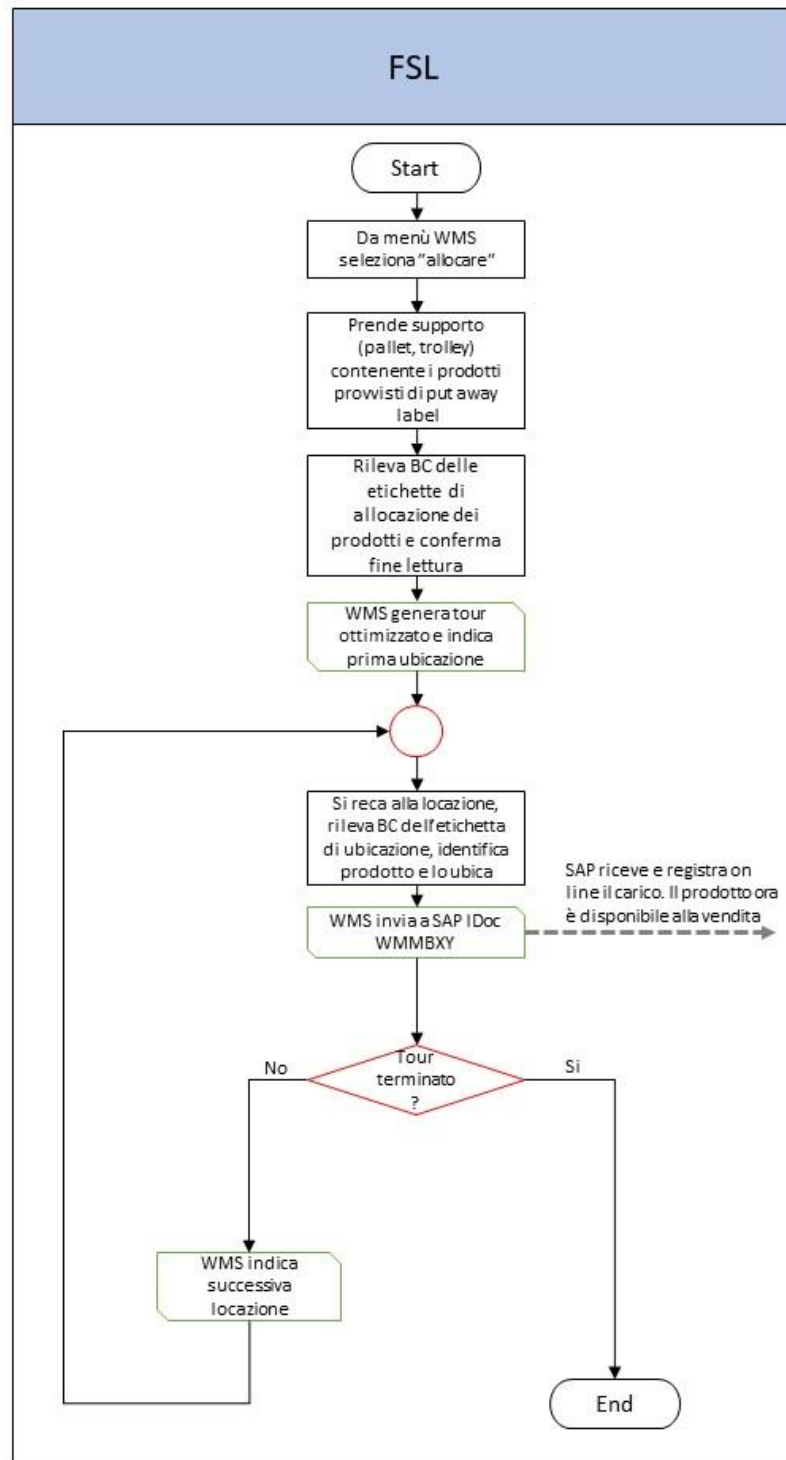 FSL
Start
Da menù WMS
seleziona "allocare"
Prende supporto
(pallet, trolley)
contenente i prodotti
provvisti di put away
label
Rileva BC delle
etichette di
allocazione dei
prodotti e conferma
fine lettura
WMS genera tour
ottimizzato e indica
prima ubicazione
Si reca alla locazione,
rileva BC dell'etichetta
di ubicazione, identifica
prodotto e lo ubica
SAP riceve e registra on
line il carico. Il prodotto ora
è disponibile alla vendita
WMS invia a SAP IDoc
WMMBXY
Tour
terminato
?
No
Si
WMS indica
successiva
locazione
End